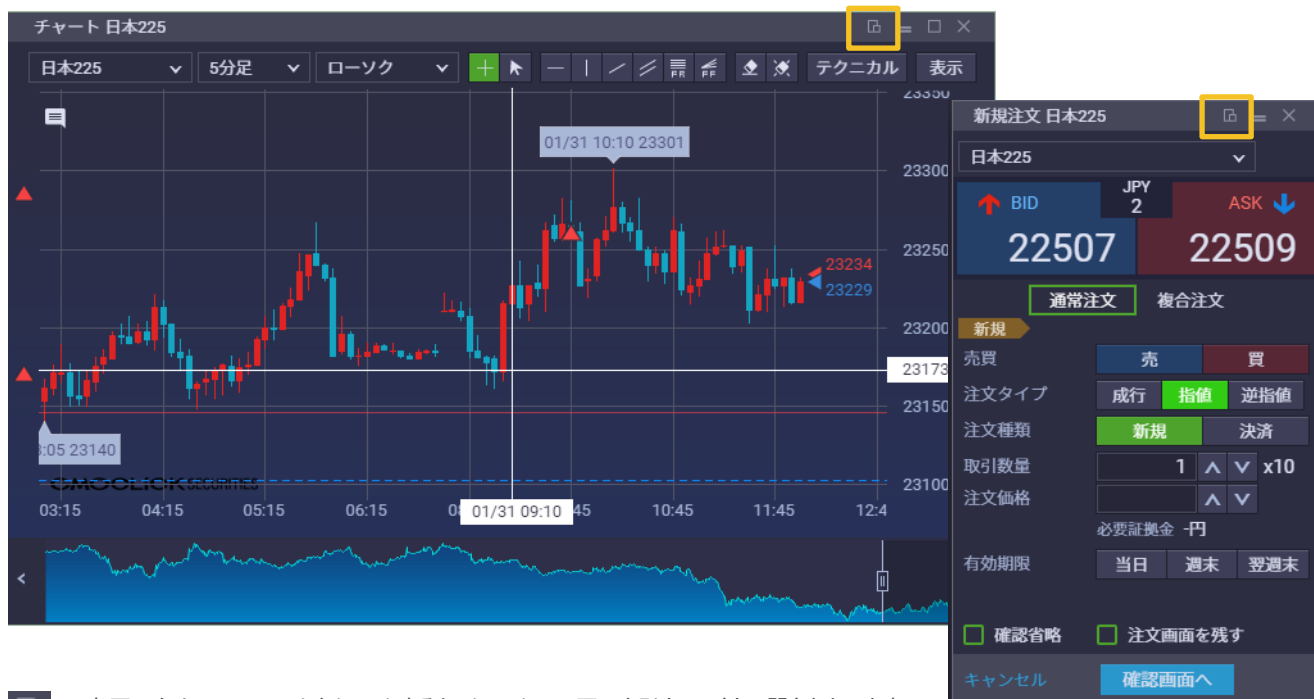 チャート 日本225
日本225
5分足
ローソク
FR
FF
テクニカル
表示
23350
01/31 10:10 23301
23300
23250
23234
23229
23200
23173
23150
:05 23140
23100
03:15
04:15
05:15
06:15
01/31 09:10
45
10:45
11:45
12:4
新規注文 日本225
日本225
BID
JPY
2
ASK
22507
22509
通常注文
複合注文
新規
売買
売
買
注文タイプ
成行
指値
逆指値
注文種類
新規
決済
取引数量
1
x10
注文価格
必要証拠金 -円
有効期限
当日
週末
翌週末
確認省略
注文画面を残す
キャンセル
確認画面へ